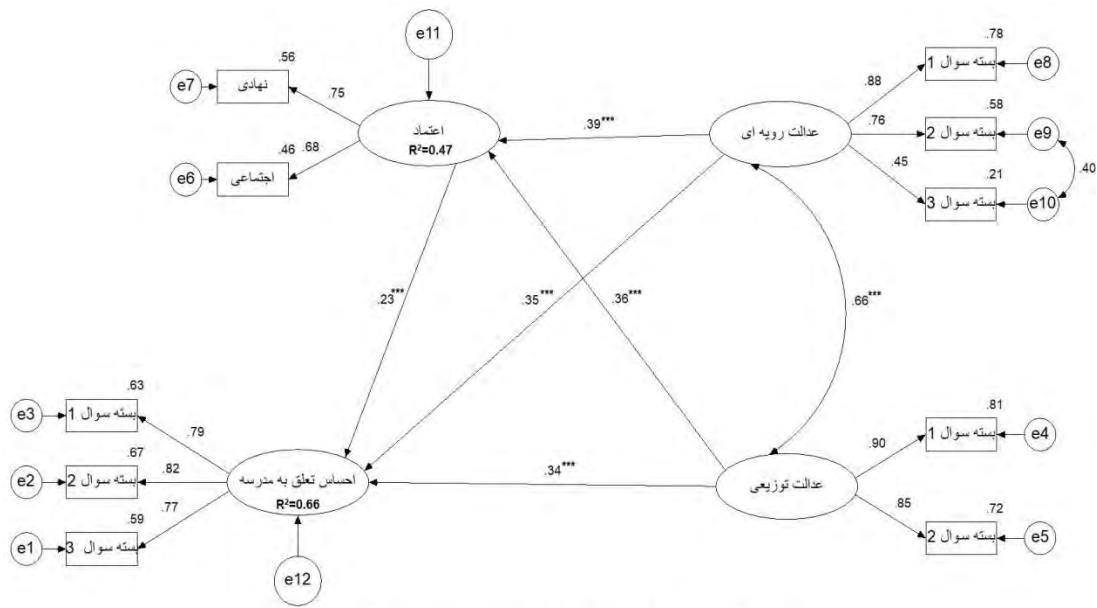 e11
.56
نهادی
e7
.75
اعتماد
R²=0.47
.46
.68
اجتماعی
e6
.39***
عدالت رویه ای
.78
بسته سوال 1
e8
.88
.58
بسته سوال 2
e9
.76
.40
.21
بسته سوال 3
e10
.45
.23***
.35***
.36***
.66***
.63
بسته سوال 1
e3
.79
.67
بسته سوال 2
e2
.82
.59
بسته سوال 3
e1
.77
احساس تعلق به مدرسه
R²=0.66
e12
.34***
عدالت توزیعی
.81
بسته سوال 1
e4
.90
.72
بسته سوال 2
e5
.85